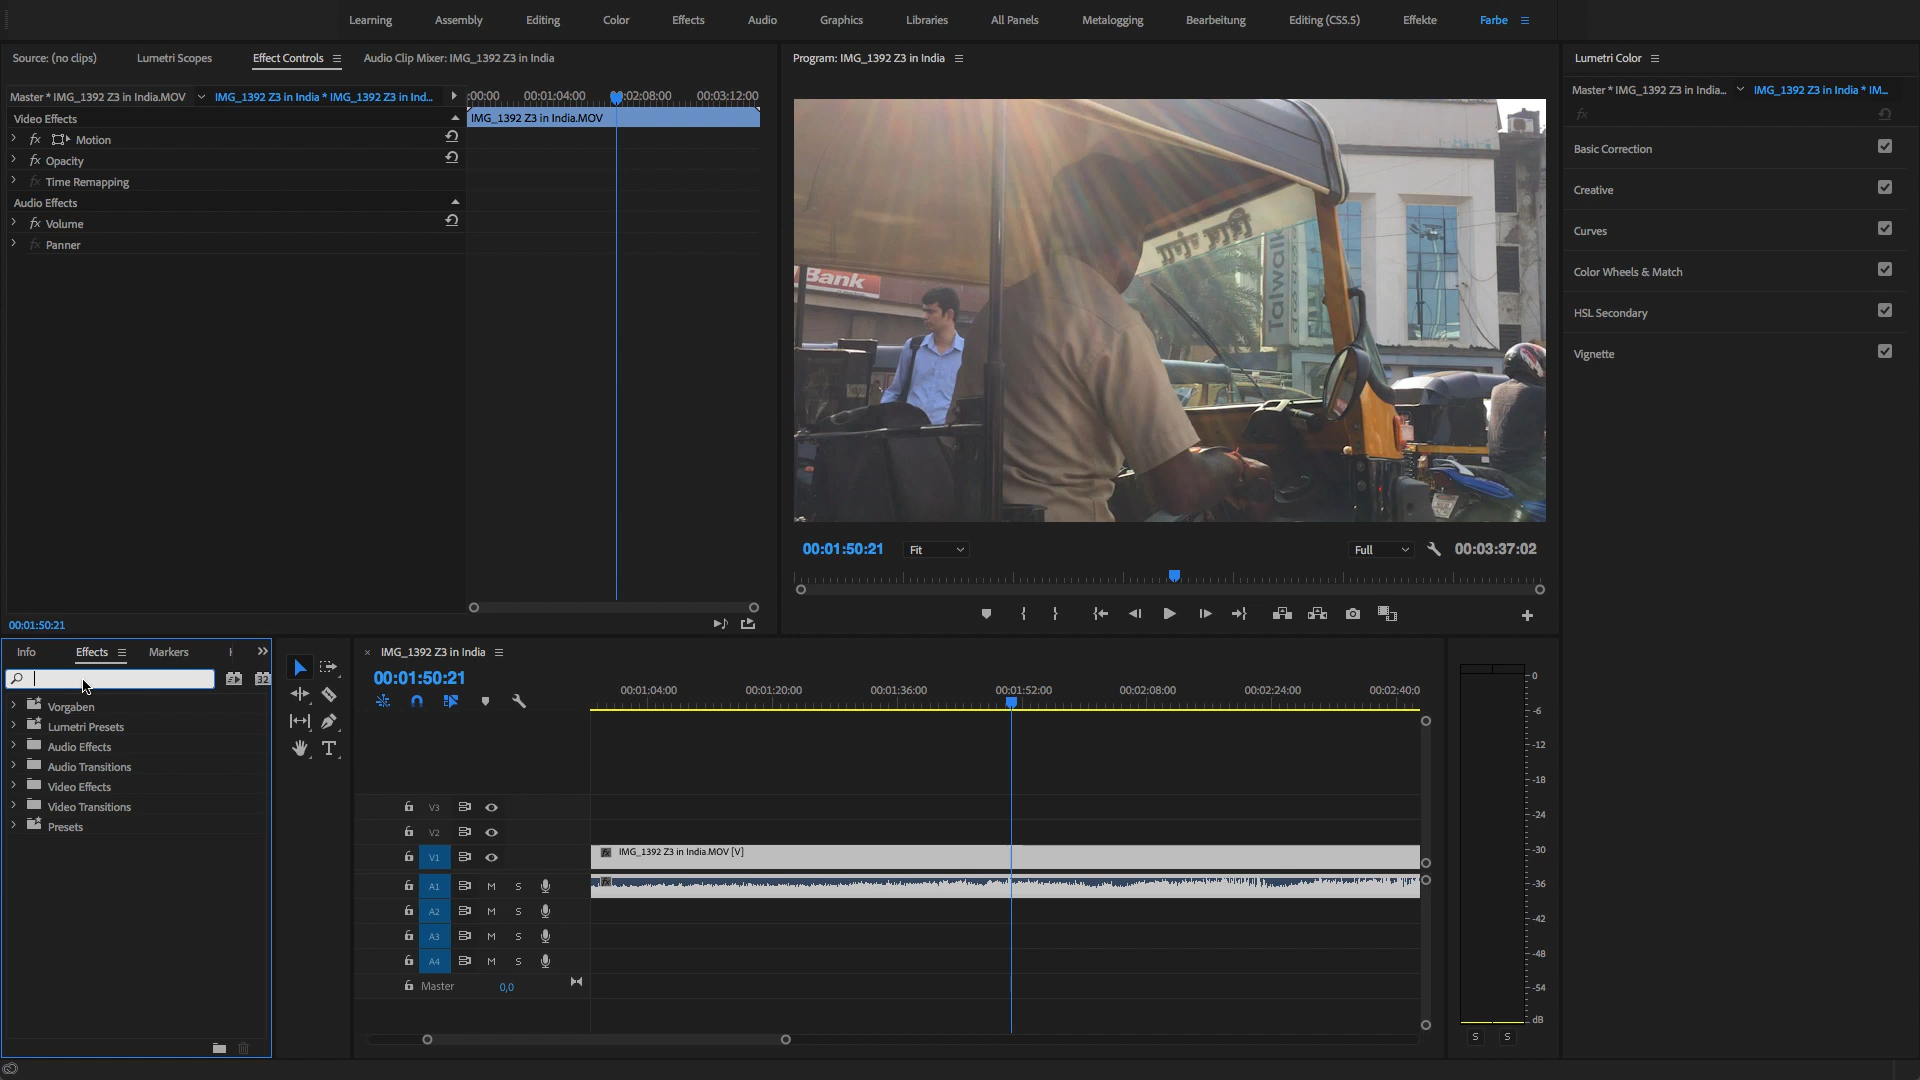 Learning Assembly Editing Color Effects Audio Graphics Libraries All Panels Metalogging Bearbeitung Editing (CS5.5) Effekte Farbe
Source: (no clips) Lumetri Scopes Effect Controls Audio Clip Mixer: IMG_1392 Z3 in India
Master * IMG_1392 Z3 in India.MOV IMG_1392 Z3 in India * IMG_1392 Z3 in Ind...
:00:00 00:01:04:00 00:02:08:00 00:03:12:00
Video Effects
IMG_1392 Z3 in India.MOV
fx Motion
fx Opacity
fx Time Remapping
Audio Effects
fx Volume
fx Panner
00:01:50:21
Program: IMG_1392 Z3 in India
Bank
Talwalk
00:01:50:21 Fit Full 00:03:37:02
Lumetri Color
Master * IMG_1392 Z3 in India... IMG_1392 Z3 in India * IM...
fx
Basic Correction
Creative
Curves
Color Wheels & Match
HSL Secondary
Vignette
Info Effects Markers
32
Vorgaben
Lumetri Presets
Audio Effects
Audio Transitions
Video Effects
Video Transitions
Presets
T
IMG_1392 Z3 in India
00:01:50:21
00:01:04:00 00:01:20:00 00:01:36:00 00:01:52:00 00:02:08:00 00:02:24:00 00:02:40:0
V3
V2
V1
fx IMG_1392 Z3 in India.MOV [V]
A1 M S
fx
A2 M S
A3 M S
A4 M S
Master 0,0
0
-6
-12
-18
-24
-30
-36
-42
-48
-54
dB
S S